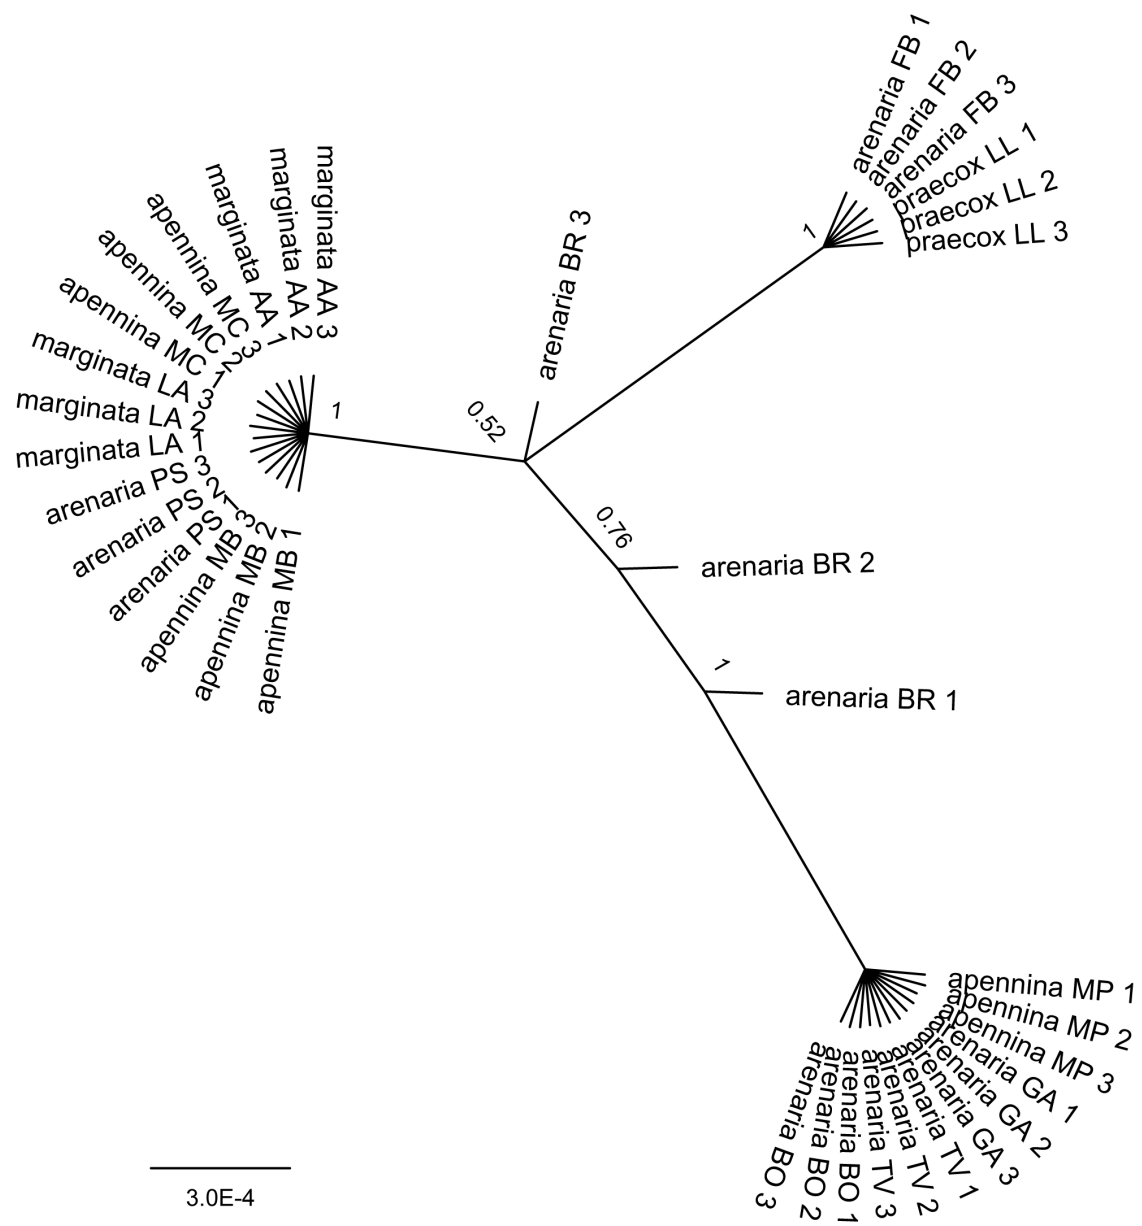 arenaria FB 1
arenaria FB 2
arenaria FB 3
praecox LL 1
praecox LL 2
praecox LL 3
1
marginata AA 3
marginata AA 2
marginata AA 1
apennina MC 3
apennina MC 2
apennina MC 1
marginata LA 3
marginata LA 2
marginata LA 1
arenaria PS 3
arenaria PS 2
arenaria PS 1
apennina MB 3
apennina MB 2
apennina MB 1
1
arenaria BR 3
0.52
0.76
arenaria BR 2
1
arenaria BR 1
apennina MP 1
apennina MP 2
apennina MP 3
arenaria GA 1
arenaria GA 2
arenaria GA 3
arenaria TV 1
arenaria TV 2
arenaria TV 3
arenaria BO 1
arenaria BO 2
arenaria BO 3
3.0E-4